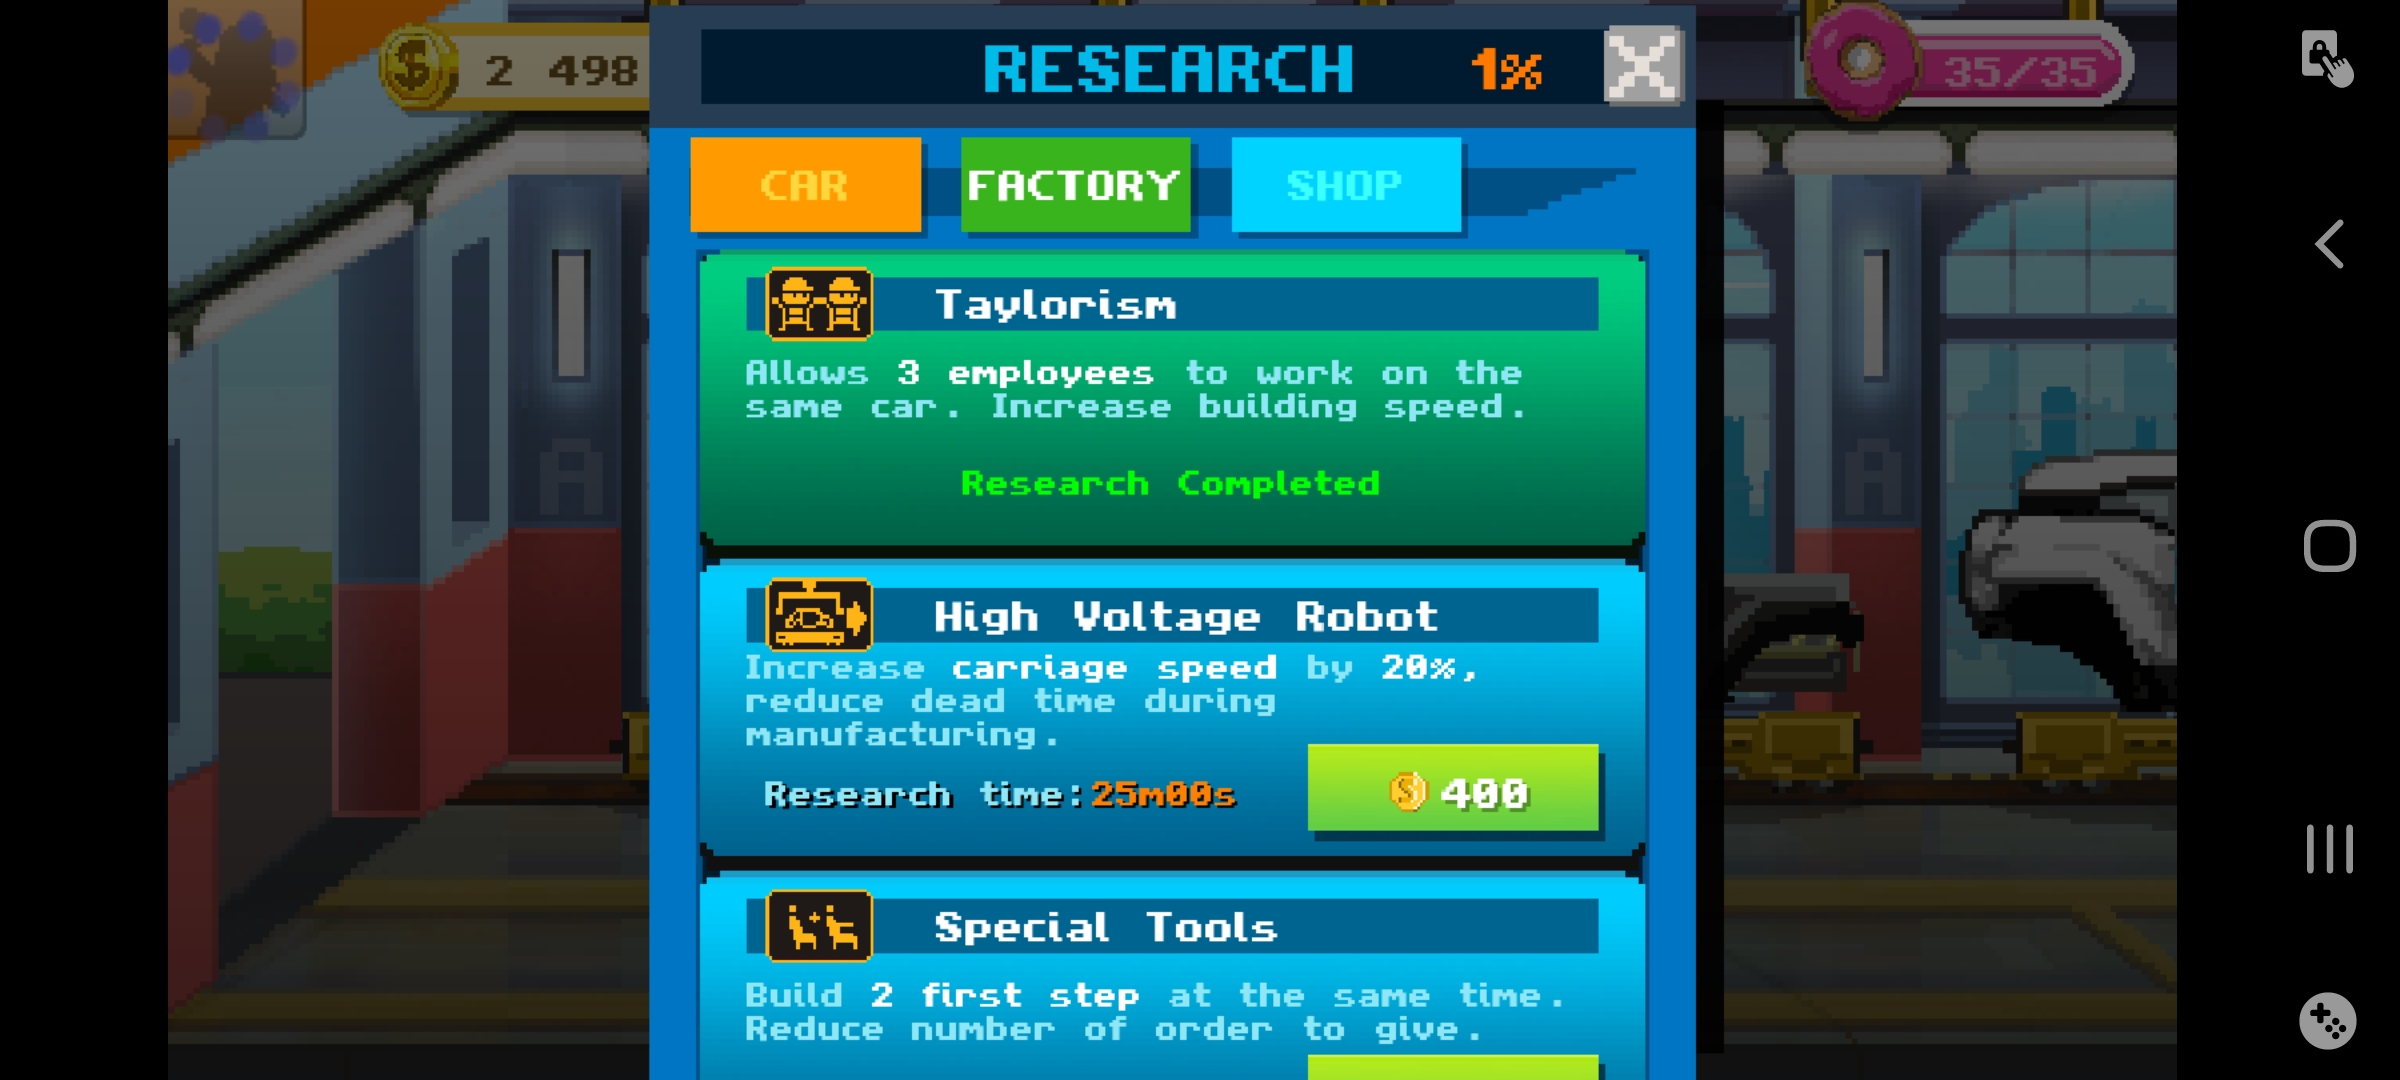 2 498
RESEARCH 1%
35/35
CAR FACTORY SHOP
Taylorism
Allows 3 employees to work on the
same car. Increase building speed.
Research Completed
High Voltage Robot
Increase carriage speed by 20%,
reduce dead time during
manufacturing.
Research time:25m00s
400
Special Tools
Build 2 first step at the same time.
Reduce number of order to give.
A
A